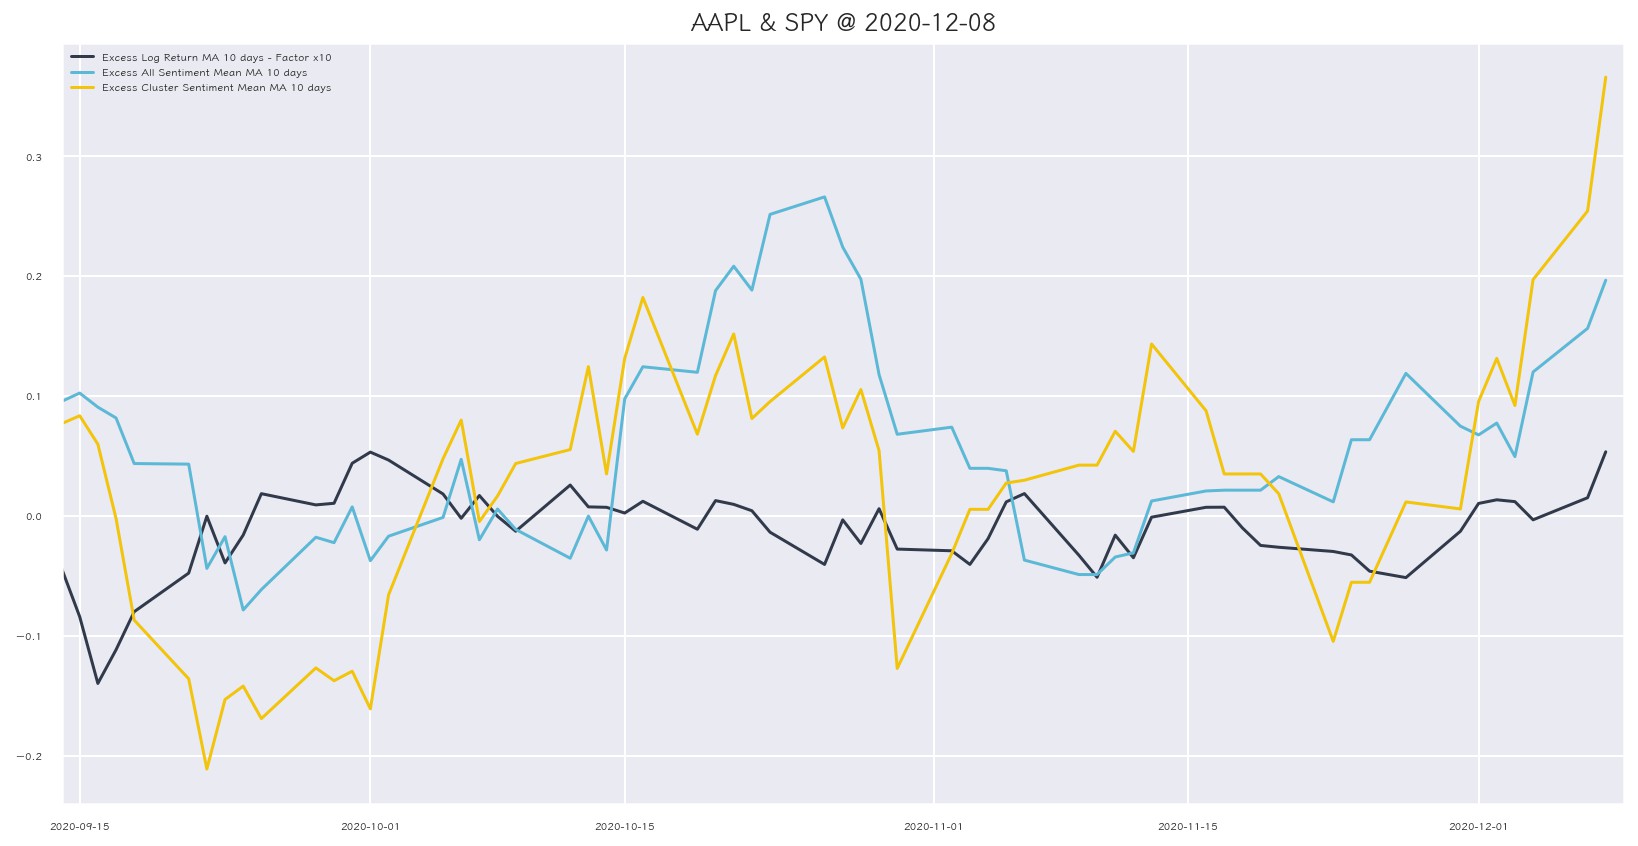 AAPL & SPY @ 2020-12-08
Excess Log Return MA 10 days - Factor x10
Excess All Sentiment Mean MA 10 days
Excess Cluster Sentiment Mean MA 10 days
0.3
0.2
0.1
0.0
−0.1
−0.2
2020-09-15 2020-10-01 2020-10-15 2020-11-01 2020-11-15 2020-12-01